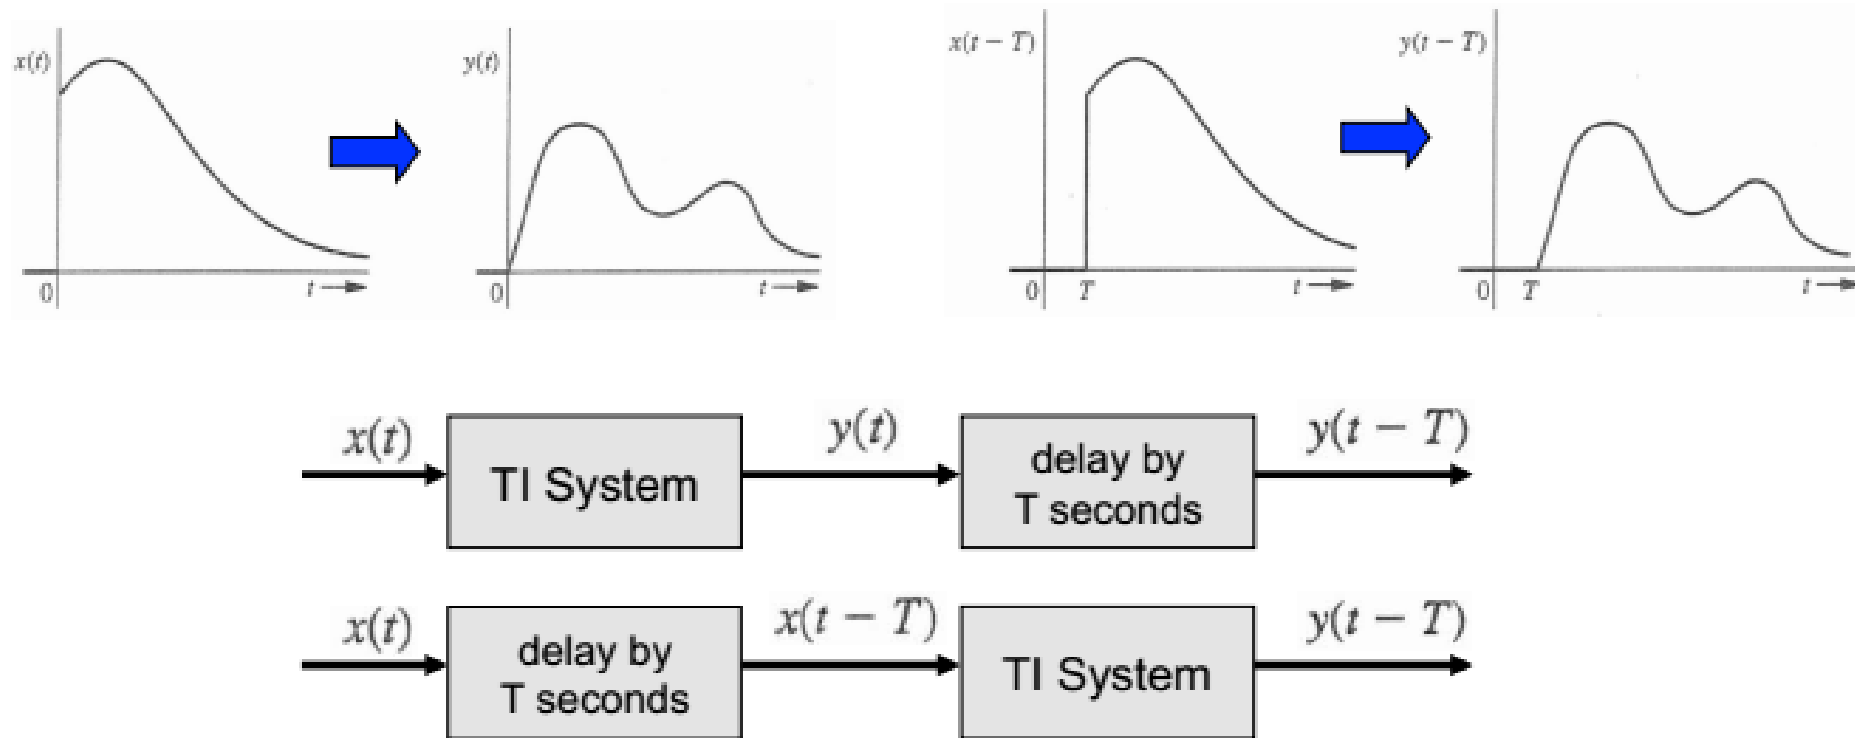 x(t)
y(t)
x(t − T)
y(t − T)
0
t
0
t
0 T
t
0 T
t
x(t)
TI System
y(t)
delay by
T seconds
y(t − T)
x(t)
delay by
T seconds
x(t − T)
TI System
y(t − T)